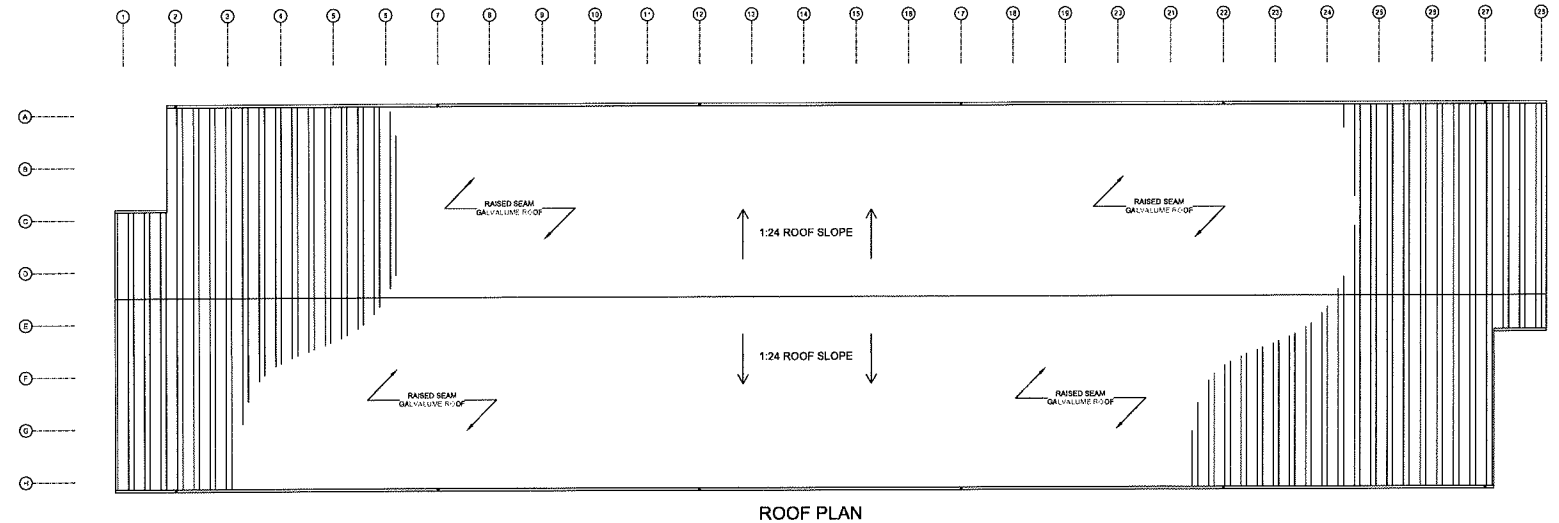 1 2 3 4 5 6 7 8 9 10 11 12 13 14 15 16 17 18 19 20 21 22 23 24 25 26 27 28
A
B
RAISED SEAM
GALVALUME ROOF
RAISED SEAM
GALVALUME ROOF
C
1:24 ROOF SLOPE
D
E
1:24 ROOF SLOPE
F
RAISED SEAM
GALVALUME ROOF
RAISED SEAM
GALVALUME ROOF
G
H
ROOF PLAN